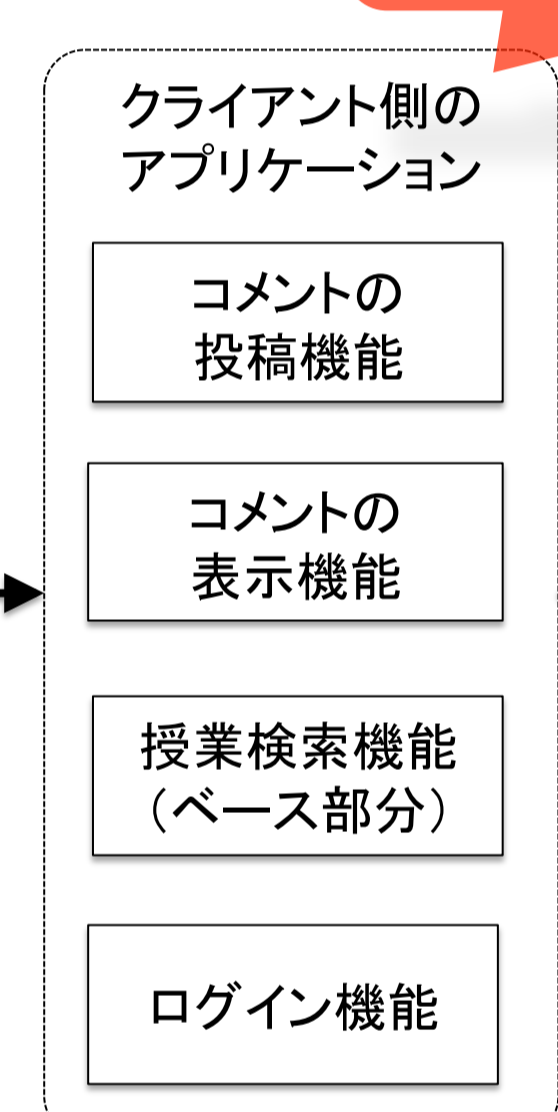 クライアント側の
アプリケーション
コメントの
投稿機能
コメントの
表示機能
授業検索機能
（ベース部分）
ログイン機能